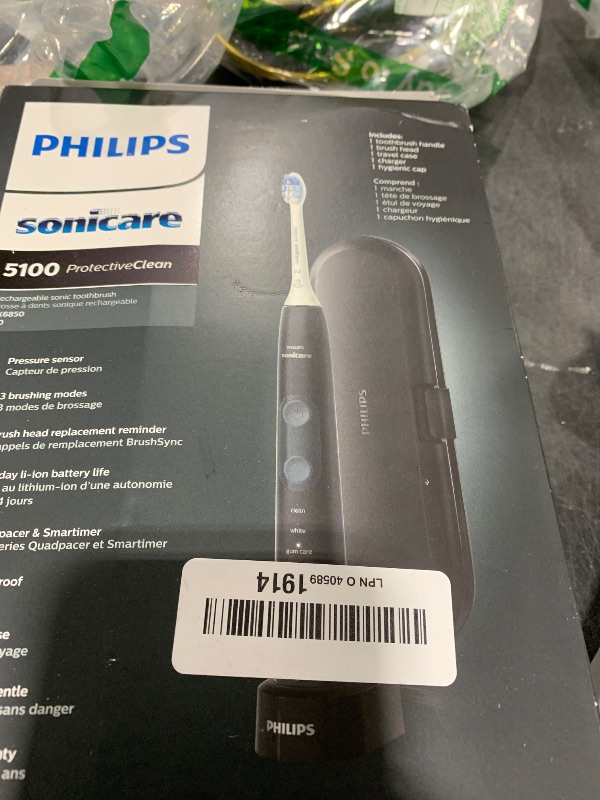 PHILIPS
sonicare
5100 ProtectiveClean
echargeable sonic toothbrush
rosse à dents sonique rechargeable
6850
Pressure sensor
Capteur de pression
3 brushing modes
3 modes de brossage
rush head replacement reminder
appels de remplacement BrushSync
day li-ion battery life
au lithium-ion d'une autonomie
4 jours
pacer & Smartimer
eries Quadpacer et Smartimer
roof
se
yage
entle
sans danger
nty
ans
Includes:
1 toothbrush handle
1 brush head
1 travel case
1 charger
1 hygienic cap
Comprend :
1 manche
1 tête de brossage
1 étui de voyage
1 chargeur
1 capuchon hygiénique
PHILIPS
sonicare
PHILIPS
clean
white
gum care
LPN O 40589 1914
PHILIPS